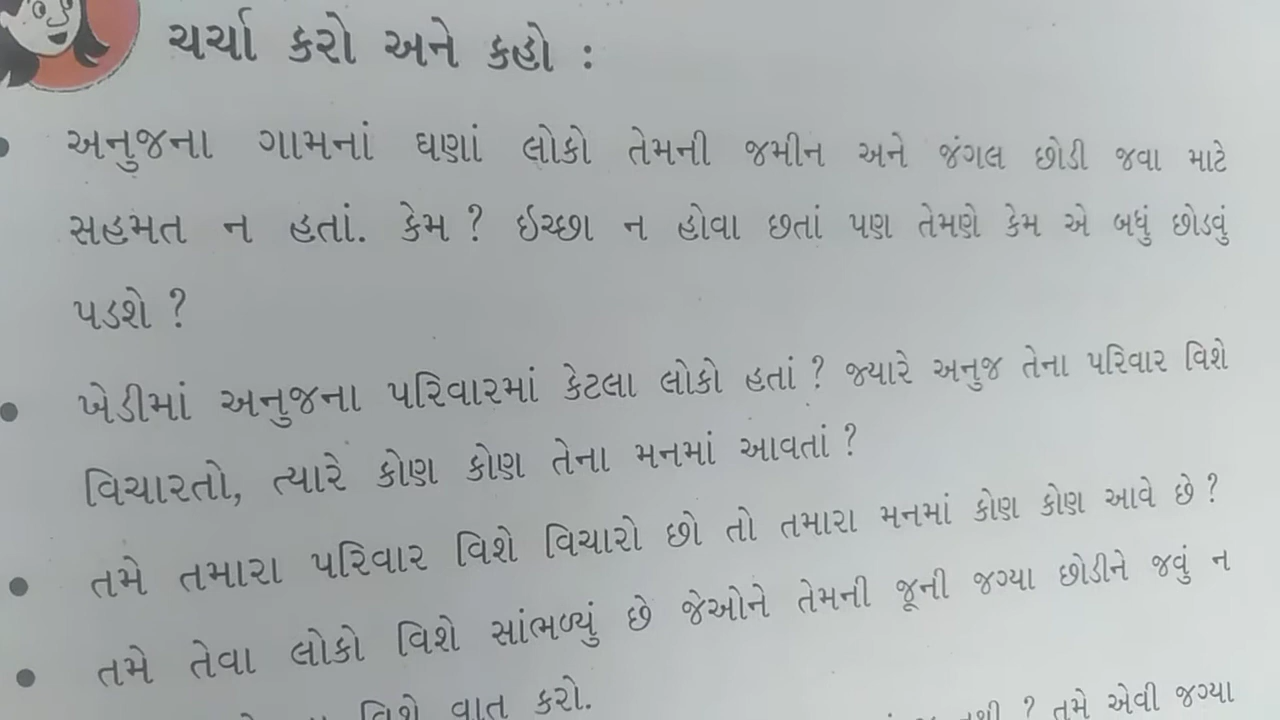 ચર્ચા કરો અને કહો :
અનુજના ગામનાં ઘણાં લોકો તેમની જમીન અને જંગલ છોડી જવા માટે
સહમત ન હતાં. કેમ ? ઈચ્છા ન હોવા છતાં પણ તેમણે કેમ એ બધું છોડવું
પડશે ?
ખેડીમાં અનુજના પરિવારમાં કેટલા લોકો હતાં ? જ્યારે અનુજ તેના પરિવાર વિશે
વિચારતો, ત્યારે કોણ કોણ તેના મનમાં આવતાં ?
તમે તમારા પરિવાર વિશે વિચારો છો તો તમારા મનમાં કોણ કોણ આવે છે ?
તમે તેવા લોકો વિશે સાંભળ્યું છે જેઓને તેમની જૂની જગ્યા છોડીને જવું ન
વિશે વાત કરો.
? તમે એવી જગ્યા